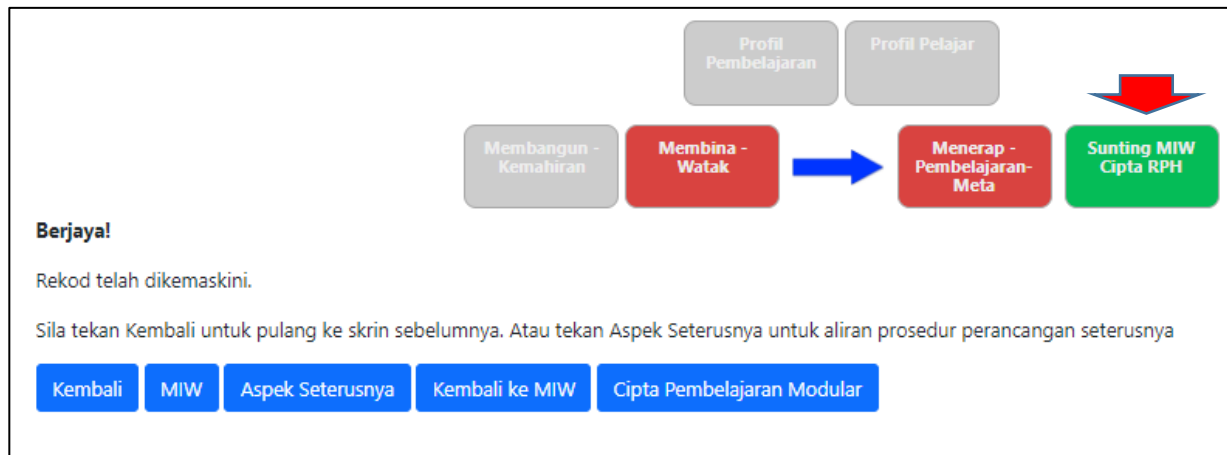 Profil
Pembelajaran
Profil Pelajar
Membangun -
Kemahiran
Membina -
Watak
Menerap -
Pembelajaran-
Meta
Sunting MIW
Cipta RPH
Berjaya!
Rekod telah dikemaskini.
Sila tekan Kembali untuk pulang ke skrin sebelumnya. Atau tekan Aspek Seterusnya untuk aliran prosedur perancangan seterusnya
Kembali
MIW
Aspek Seterusnya
Kembali ke MIW
Cipta Pembelajaran Modular